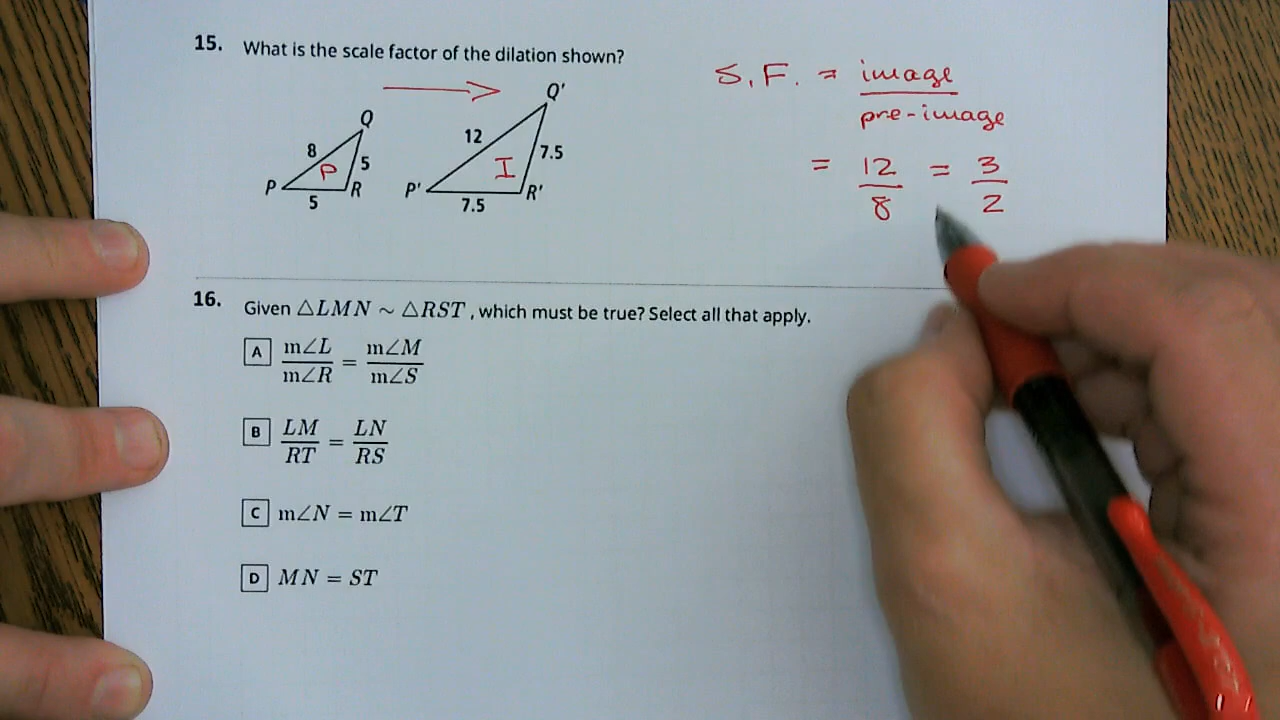 15. What is the scale factor of the dilation shown?
S.F. = image
pre-image
= 12/8 = 3/2
Q
8
P
5
P
R
5
Q'
12
I
7.5
P'
R'
7.5
16. Given △LMN ~ △RST, which must be true? Select all that apply.
A m∠L/m∠R = m∠M/m∠S
B LM/RT = LN/RS
C m∠N = m∠T
D MN = ST